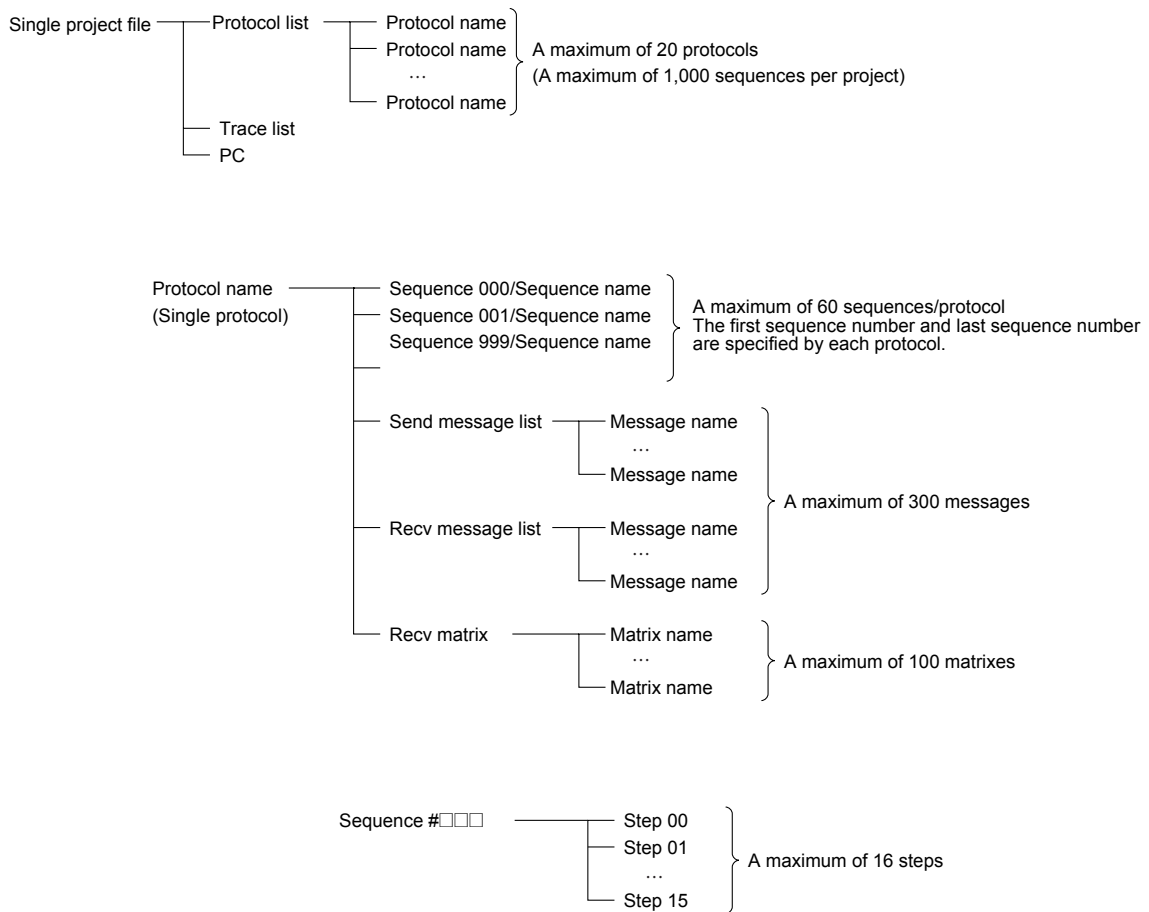 Single project file Protocol list Protocol name
Protocol name
…
Protocol name
A maximum of 20 protocols
(A maximum of 1,000 sequences per project)
Trace list
PC
Protocol name
(Single protocol)
Sequence 000/Sequence name
Sequence 001/Sequence name
Sequence 999/Sequence name
A maximum of 60 sequences/protocol
The first sequence number and last sequence number
are specified by each protocol.
Send message list Message name
…
Message name
Recv message list Message name
…
Message name
A maximum of 300 messages
Recv matrix Matrix name
…
Matrix name
A maximum of 100 matrixes
Sequence #□□□ Step 00
Step 01
…
Step 15
A maximum of 16 steps